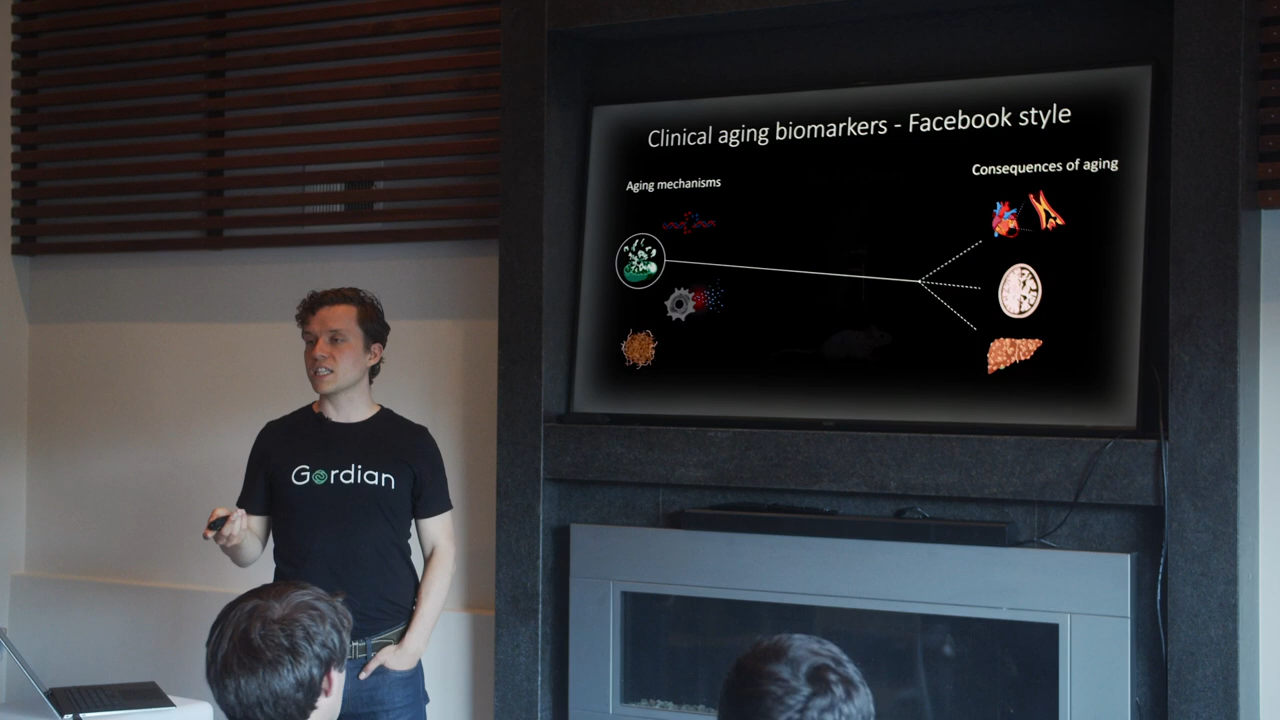 Clinical aging biomarkers - Facebook style
Aging mechanisms
Consequences of aging
Gordian